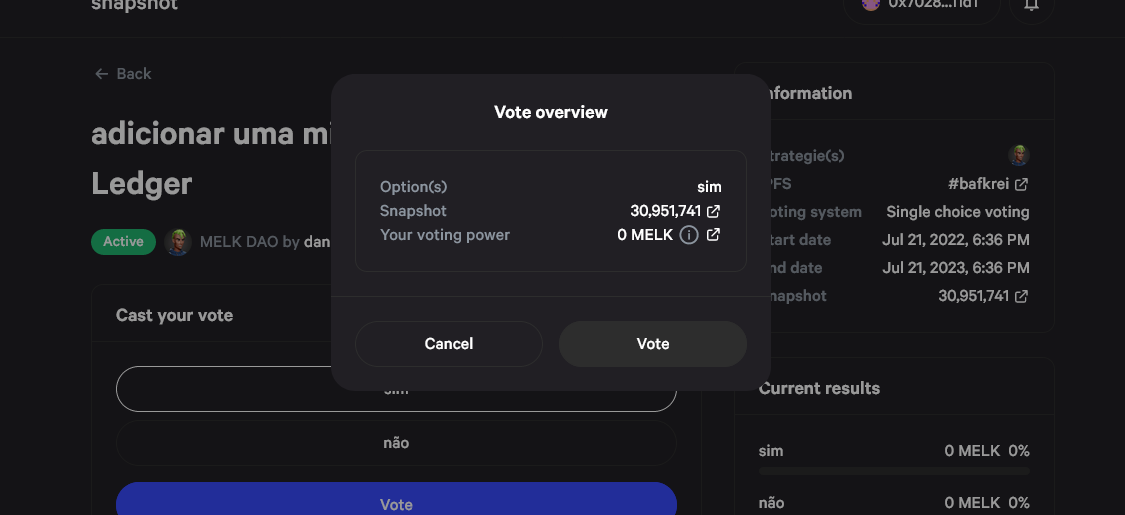 snapshot
0x7028...11d1
Back
adicionar uma mi
Ledger
Active
MELK DAO by dan
Cast your vote
sim
não
Vote
Vote overview
Option(s) sim
Snapshot 30,951,741
Your voting power 0 MELK
Cancel
Vote
nformation
trategie(s)
PFS #bafkrei
oting system Single choice voting
tart date Jul 21, 2022, 6:36 PM
nd date Jul 21, 2023, 6:36 PM
napshot 30,951,741
Current results
sim 0 MELK 0%
não 0 MELK 0%